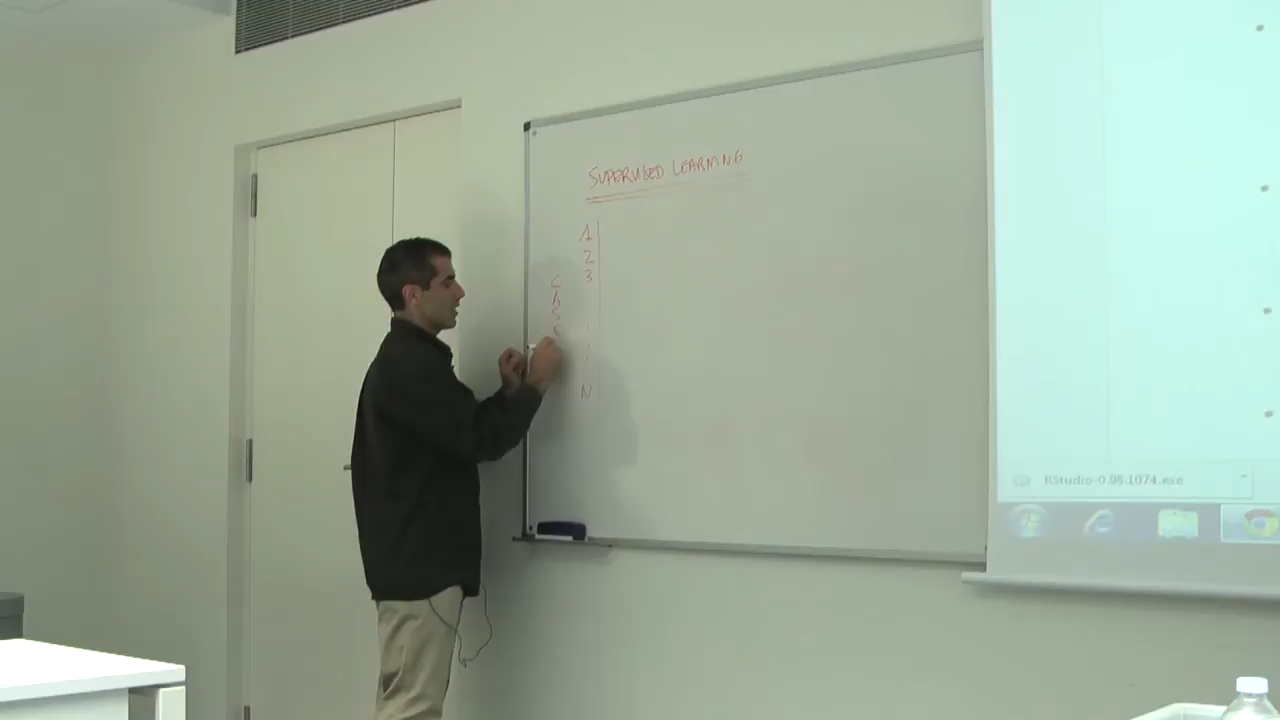 SUPERVISED LEARNING
1
2
3
N
C
A
S
E
RStudio-0.98.1074.exe